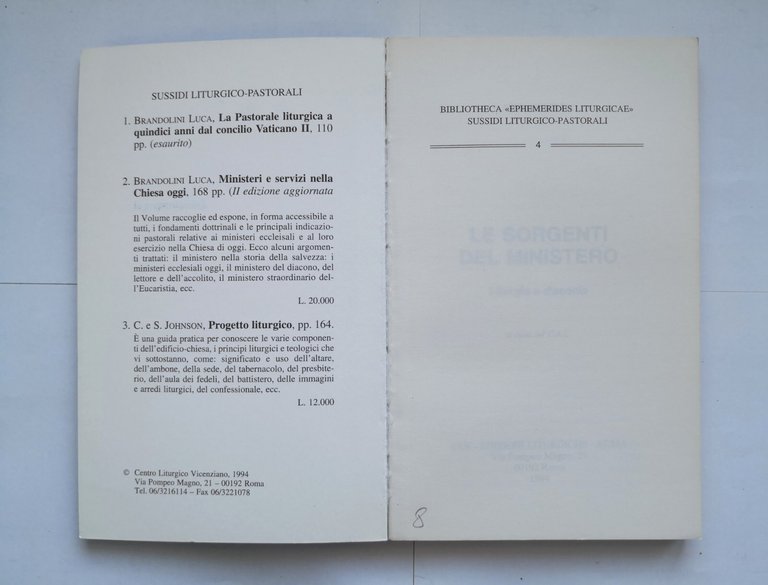 SUSSIDI LITURGICO-PASTORALI
1. BRANDOLINI LUCA, La Pastorale liturgica a
quindici anni dal concilio Vaticano II, 110
pp. (esaurito)
2. BRANDOLINI LUCA, Ministeri e servizi nella
Chiesa oggi, 168 pp. (II edizione aggiornata
Il Volume raccoglie ed espone, in forma accessibile a
tutti, i fondamenti dottrinali e le principali indicazio-
ni pastorali relative ai ministeri eccleisali e al loro
esercizio nella Chiesa di oggi. Ecco alcuni argomen-
ti trattati: il ministero nella storia della salvezza: i
ministeri ecclesiali oggi, il ministero del diacono, del
lettore e dell'accolito, il ministero straordinario del-
l'Eucaristia, ecc.
L. 20.000
3. C. e S. JOHNSON, Progetto liturgico, pp. 164.
È una guida pratica per conoscere le varie componen-
ti dell'edificio-chiesa, i principi liturgici e teologici che
vi sottostanno, come: significato e uso dell'altare,
dell'ambone, della sede, del tabernacolo, del presbite-
rio, dell'aula dei fedeli, del battistero, delle immagini
e arredi liturgici, del confessionale, ecc.
L. 12.000
© Centro Liturgico Vicenziano, 1994
Via Pompeo Magno, 21 – 00192 Roma
Tel. 06/3216114 – Fax 06/3221078
BIBLIOTHECA «EPHEMERIDES LITURGICAE»
SUSSIDI LITURGICO-PASTORALI
4
LE SORGENTI
DEL MINISTERO
Via Pompeo Magno, 21
00192 Roma
8